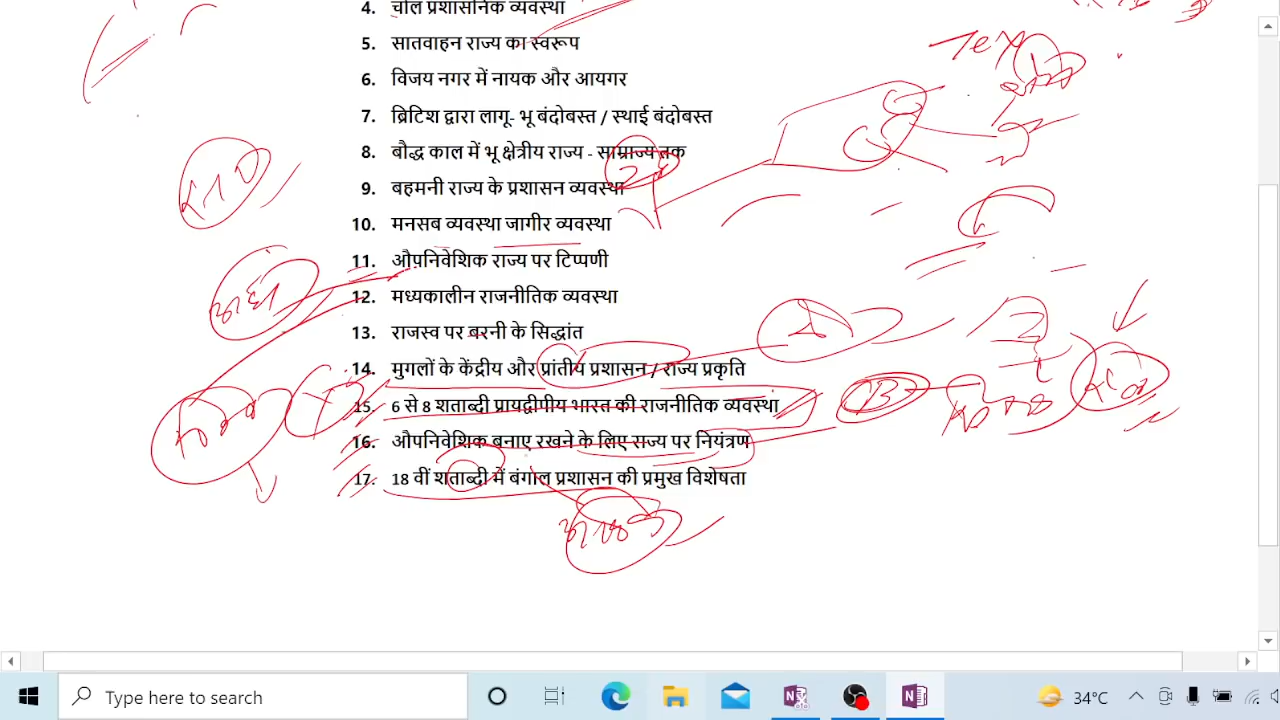 4. चोल प्रशासनिक व्यवस्था
5. सातवाहन राज्य का स्वरूप
6. विजय नगर में नायक और आयगर
7. ब्रिटिश द्वारा लागू- भू बंदोबस्त / स्थाई बंदोबस्त
8. बौद्ध काल में भू क्षेत्रीय राज्य - साम्राज्य तक
9. बहमनी राज्य के प्रशासन व्यवस्था
10. मनसब व्यवस्था जागीर व्यवस्था
11. औपनिवेशिक राज्य पर टिप्पणी
12. मध्यकालीन राजनीतिक व्यवस्था
13. राजस्व पर बरनी के सिद्धांत
14. मुगलों के केंद्रीय और प्रांतीय प्रशासन / राज्य प्रकृति
15. 6 से 8 शताब्दी प्रायद्वीपीय भारत की राजनीतिक व्यवस्था
16. औपनिवेशिक बनाए रखने के लिए राज्य पर नियंत्रण
17. 18 वीं शताब्दी में बंगाल प्रशासन की प्रमुख विशेषता
Type here to search
34°C